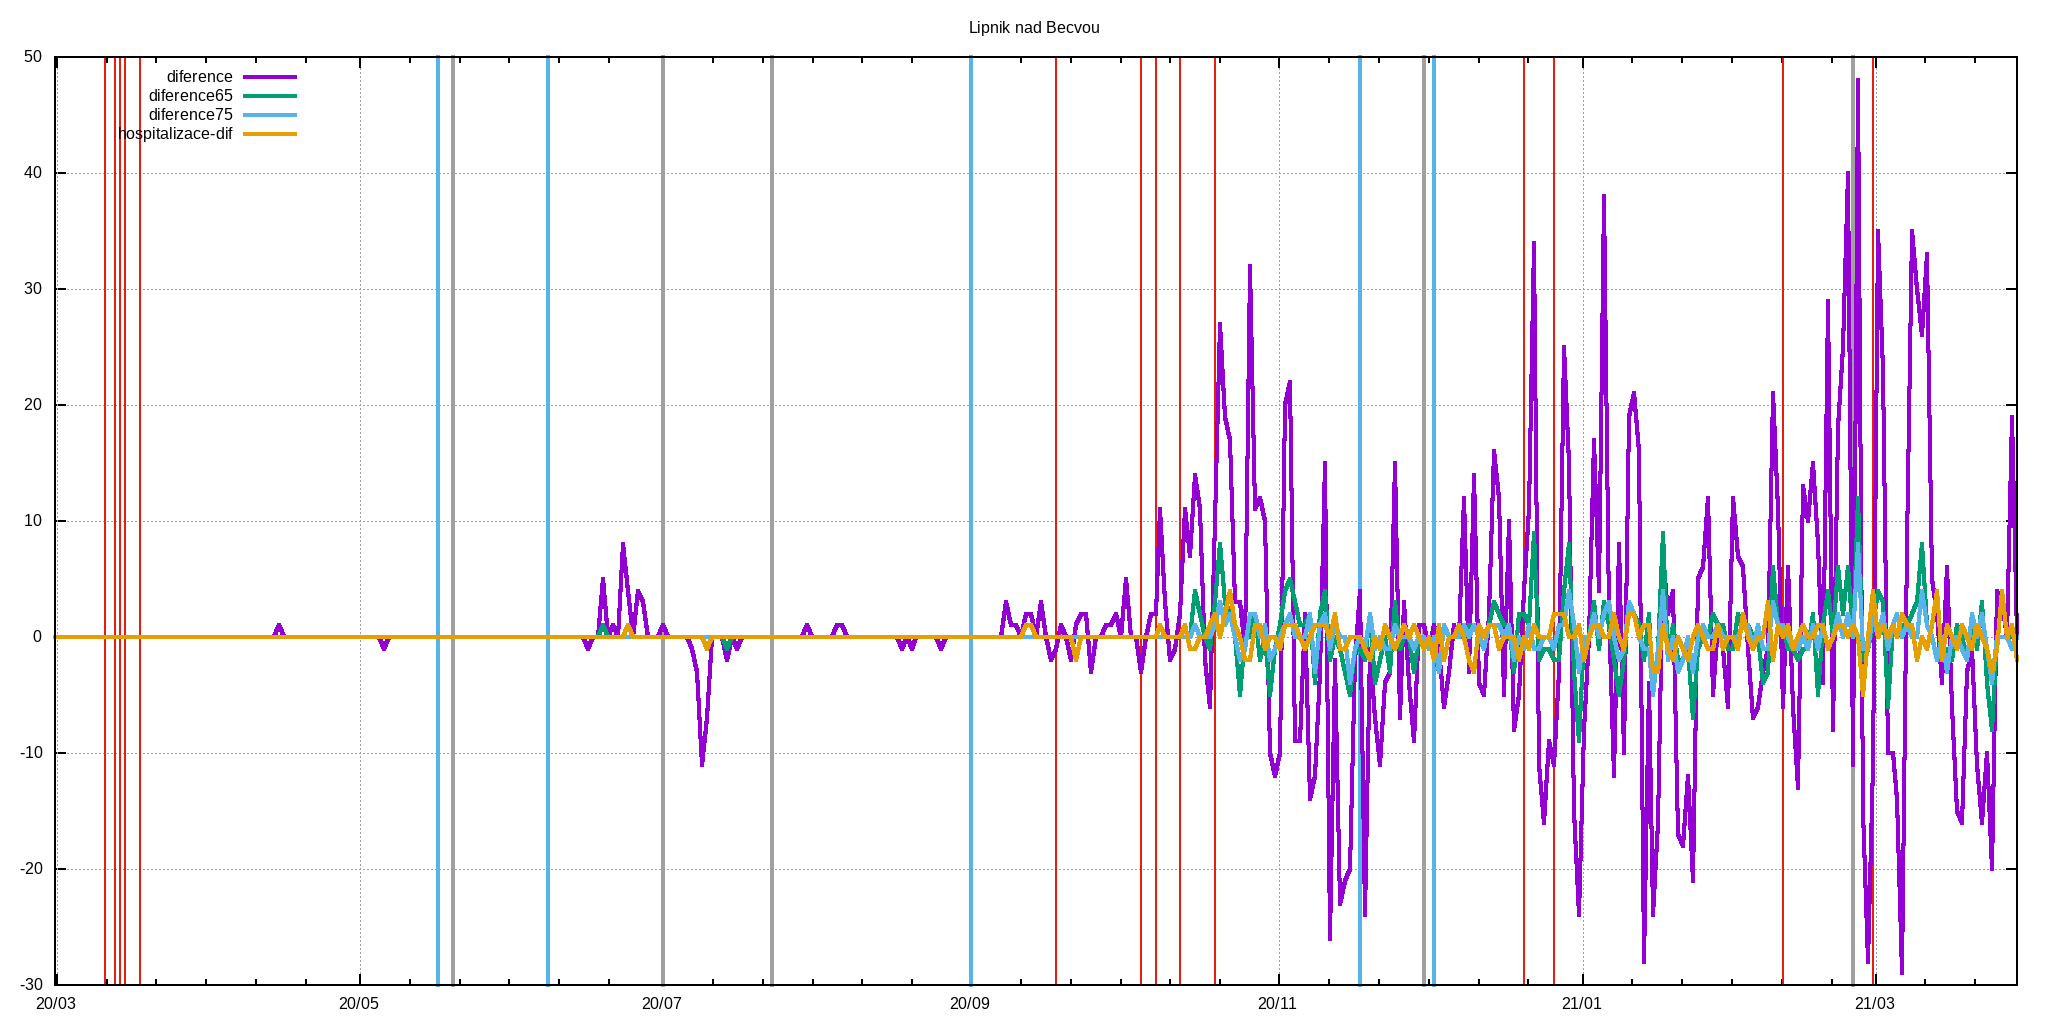 Lipnik nad Becvou
50
40
30
20
10
0
-10
-20
-30
diference
diference65
diference75
hospitalizace-dif
20/03 20/05 20/07 20/09 20/11 21/01 21/03